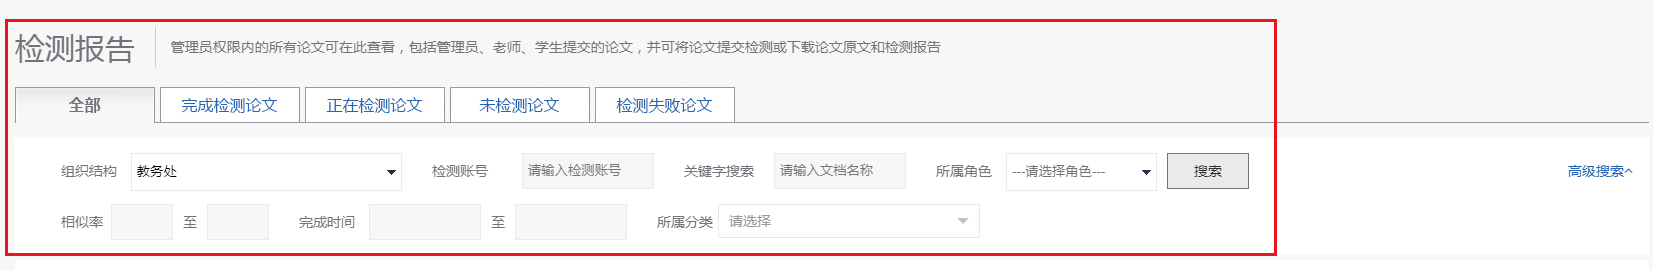 检测报告
管理员权限内的所有论文可在此查看，包括管理员、老师、学生提交的论文，并可将论文提交检测或下载论文原文和检测报告
全部 完成检测论文 正在检测论文 未检测论文 检测失败论文
组织结构 教务处 检测账号 请输入检测账号 关键字搜索 请输入文档名称 所属角色 ---请选择角色--- 搜索 高级搜索
相似率 至 完成时间 至 所属分类 请选择